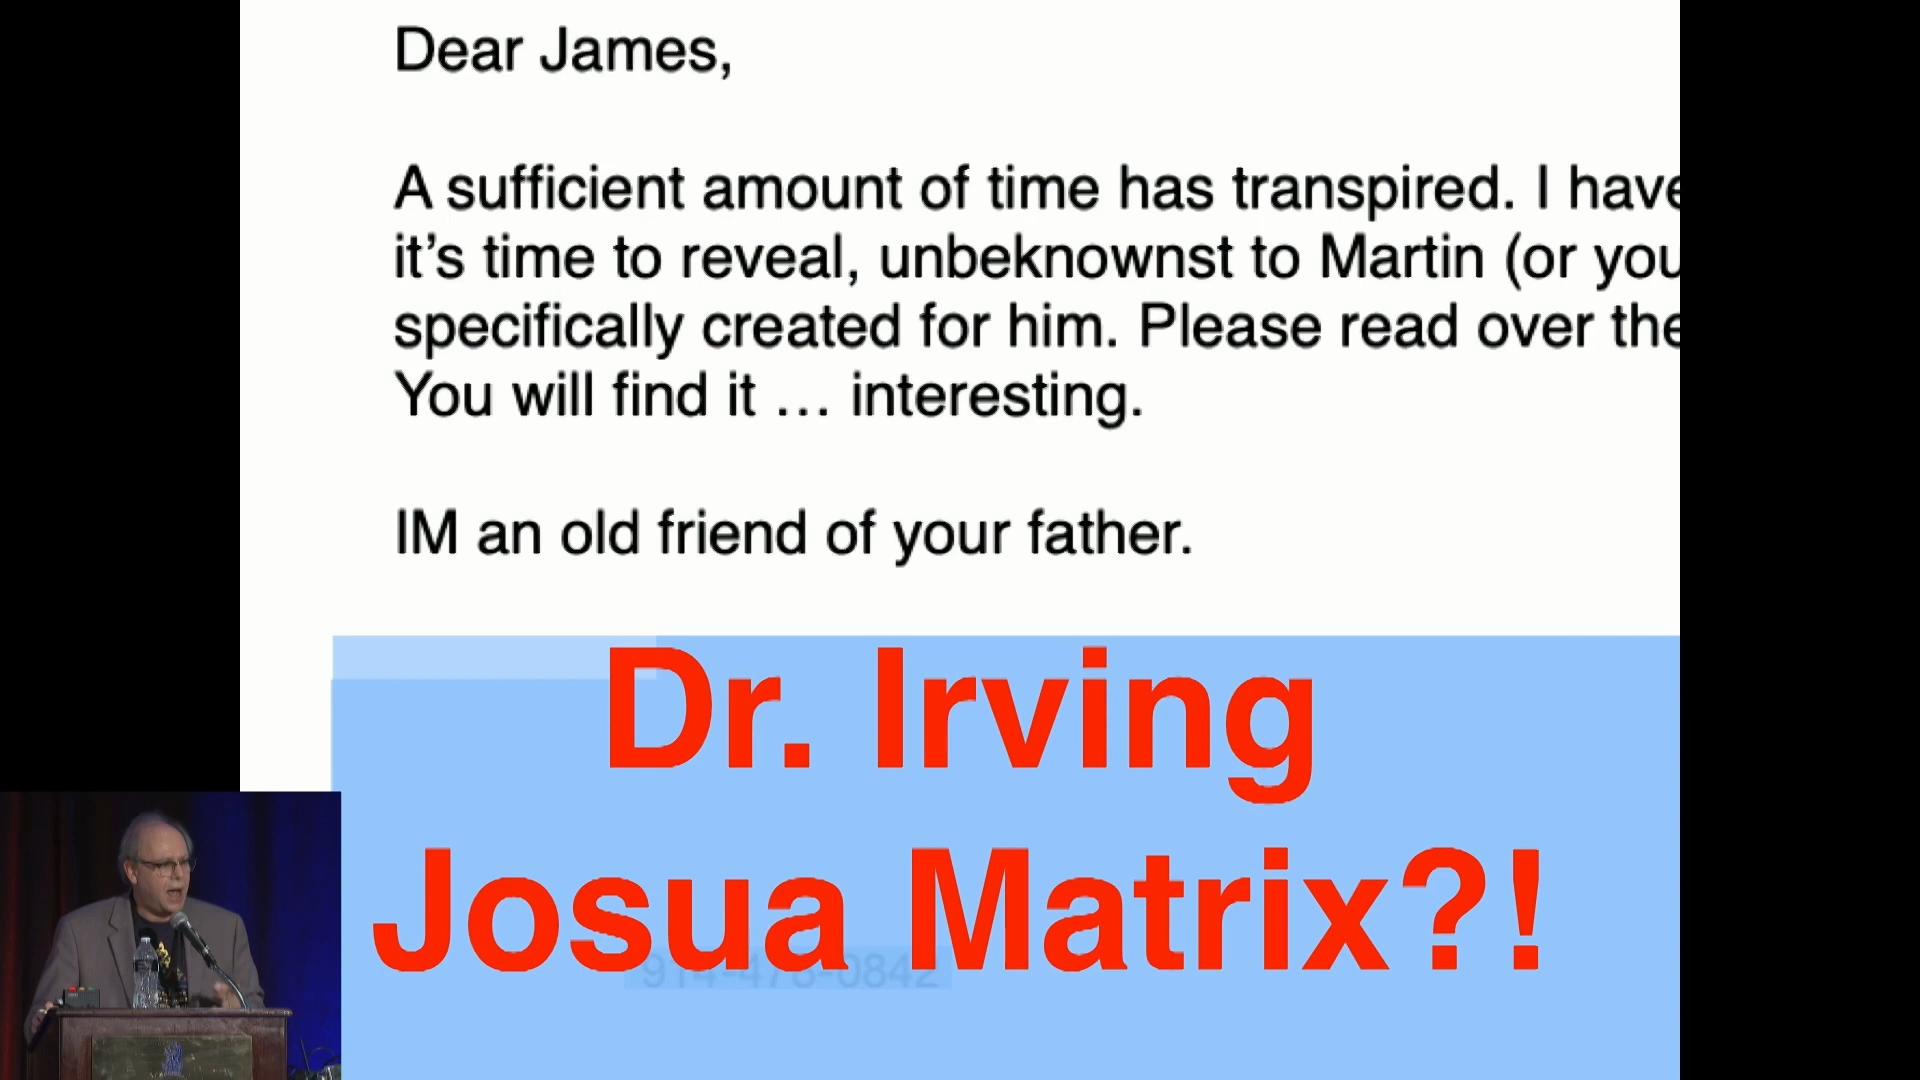 Dear James,
A sufficient amount of time has transpired. I have
it’s time to reveal, unbeknownst to Martin (or you
specifically created for him. Please read over the
You will find it … interesting.
IM an old friend of your father.
Dr. Irving
Josua Matrix?!